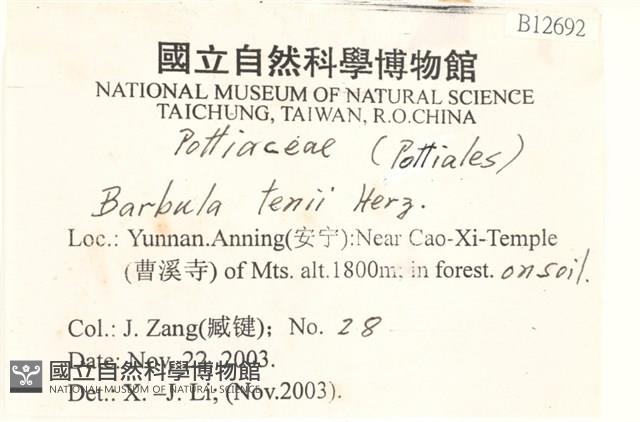 B12692
國立自然科學博物館
NATIONAL MUSEUM OF NATURAL SCIENCE
TAICHUNG, TAIWAN, R.O.CHINA
Pottiaceae (Pottiales)
Barbula tenii Herz.
Loc.: Yunnan.Anning(安宁):Near Cao-Xi-Temple
(曹溪寺) of Mts. alt.1800m; in forest. on soil.
Col.: J. Zang(臧键); No. 28
Date: Nov. 22, 2003.
國立自然科學博物館
NATIONAL MUSEUM OF NATURAL SCIENCE
Det.: X. –J. Li, (Nov.2003).